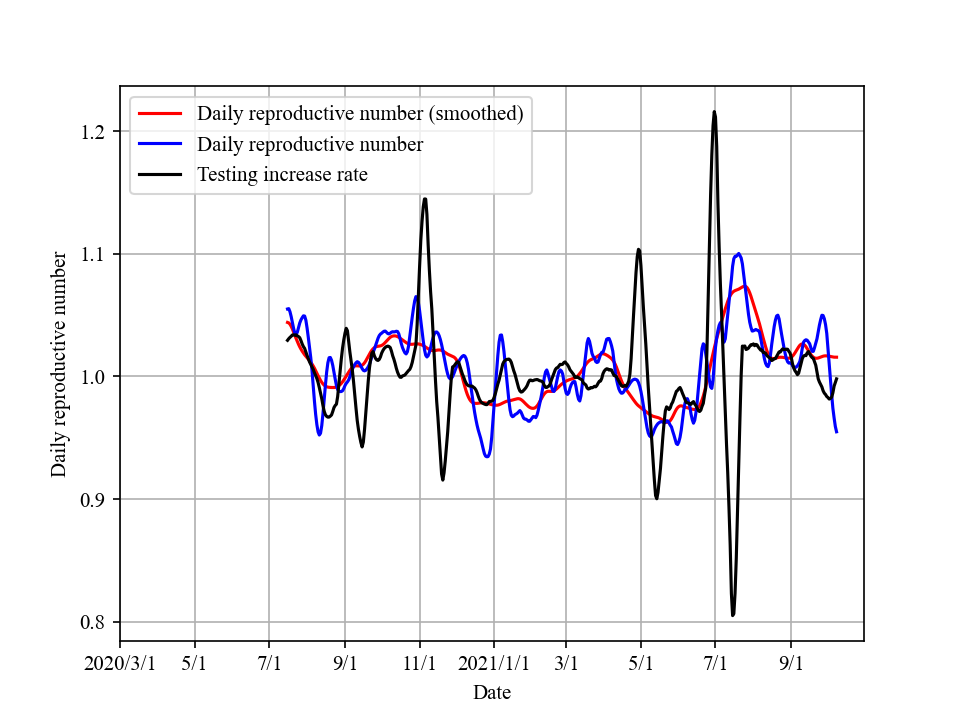 Daily reproductive number (smoothed)
Daily reproductive number
Testing increase rate
Daily reproductive number
1.2
1.1
1.0
0.9
0.8
2020/3/1 5/1 7/1 9/1 11/1 2021/1/1 3/1 5/1 7/1 9/1
Date